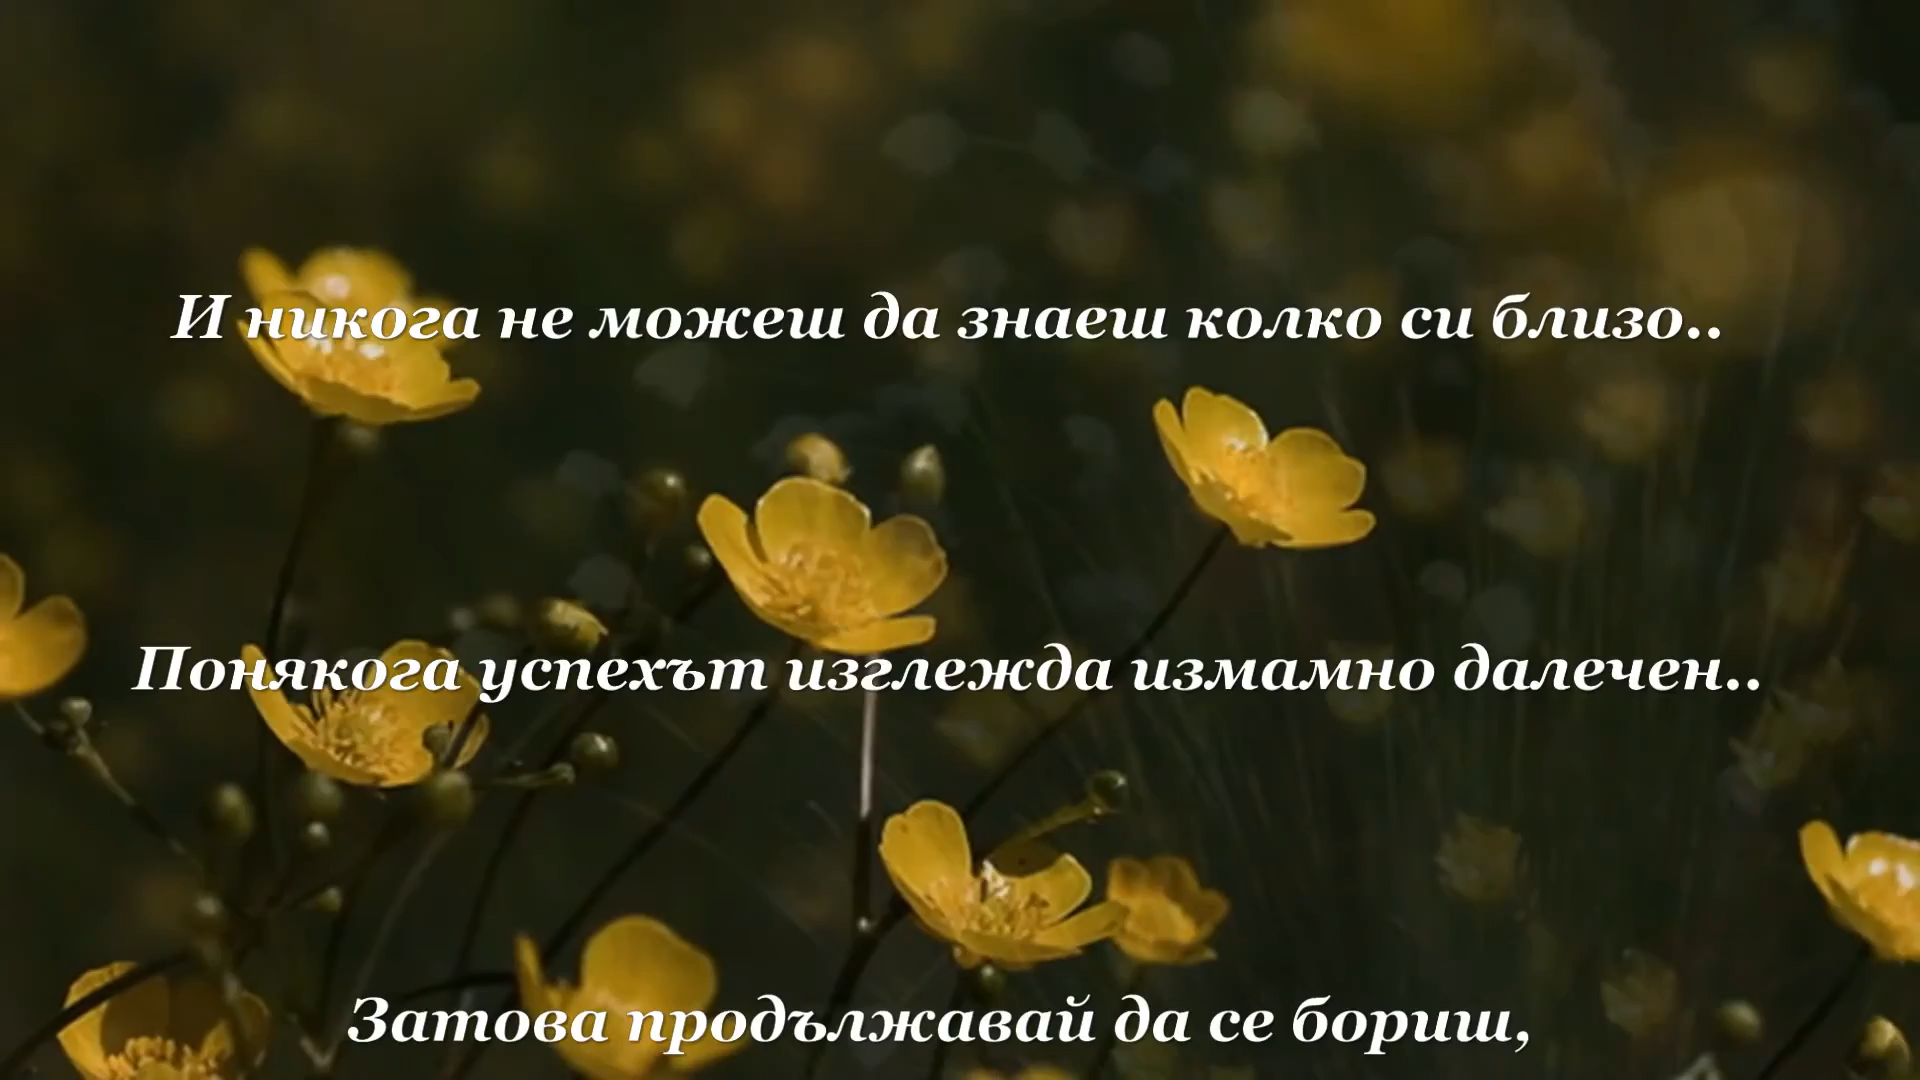 И никога не можеш да знаеш колко си близо..
Понякога успехът изглежда измамно далечен..
Затова продължавай да се бориш,